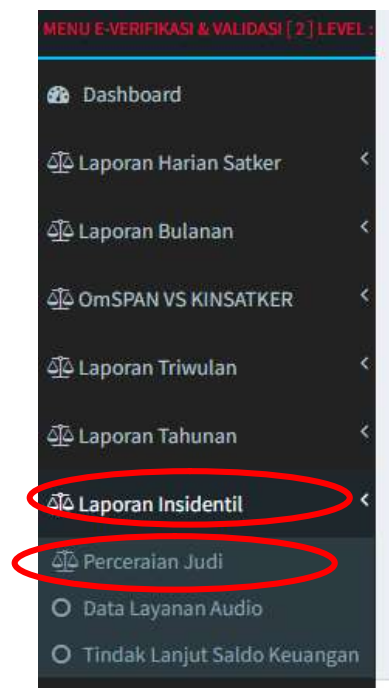 MENU E-VERIFIKASI & VALIDASI [ 2 ] LEVEL :
Dashboard
Laporan Harian Satker
Laporan Bulanan
OmSPAN VS KINSATKER
Laporan Triwulan
Laporan Tahunan
Laporan Insidentil
Perceraian Judi
Data Layanan Audio
Tindak Lanjut Saldo Keuangan